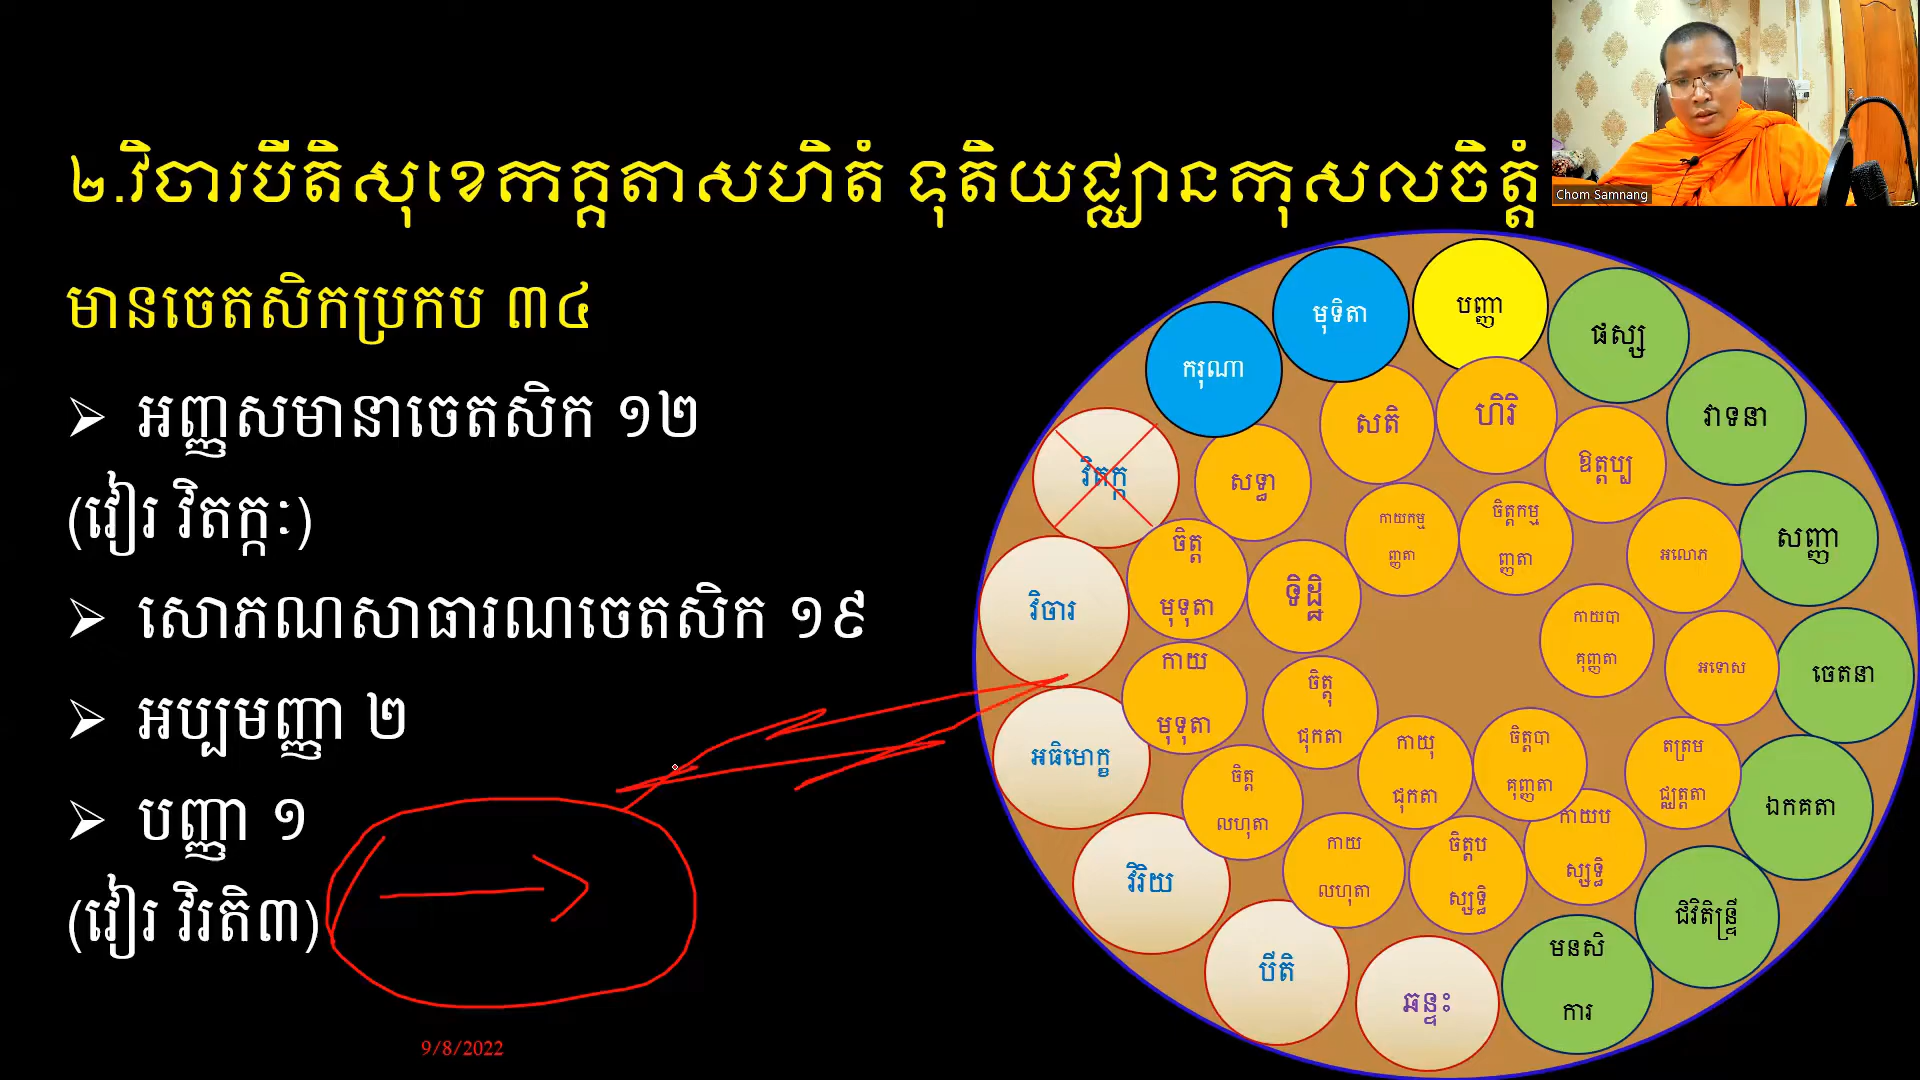 ២.វិចារបីតិសុខេកគ្គតាសហិតំ ទុតិយជ្ឈានកុសលចិត្តំ
Chom Samnang
មានចេតសិកប្រកប ៣៤
➢ អញ្ញសមានាចេតសិក ១២
(វៀរ វិតក្កៈ)
➢ សោភណសាធារណចេតសិក ១៩
➢ អប្បមញ្ញា ២
➢ បញ្ញា ១
(វៀរ វិរតិ៣)
9/8/2022
មុទិតា
បញ្ញា
ផស្ស
ករុណា
វាទនា
សតិ
ហិរិ
ឱត្តប្ប
វិតក្ក
សទ្ធា
សញ្ញា
កាយកម្ម
ញ្ញតា
ចិត្តកម្ម
ញ្ញតា
អលោភ
ចិត្ត
មុទុតា
ទិដ្ឋិ
វិចារ
កាយបា
គុញ្ញតា
អទោស
ចេតនា
កាយ
មុទុតា
ចិត្តុ
ជុកតា
អធិមោក្ខ
កាយុ
ជុកតា
ចិត្តបា
គុញ្ញតា
តត្រម
ជ្ឈត្តតា
ឯកគតា
ចិត្ត
លហុតា
កាយ
លហុតា
ចិត្តប
ស្សទ្ធិ
កាយប
ស្សទ្ធិ
វិរិយ
ជិវិតិន្ទ្រី
បីតិ
ឆន្ទះ
មនសិ
ការ